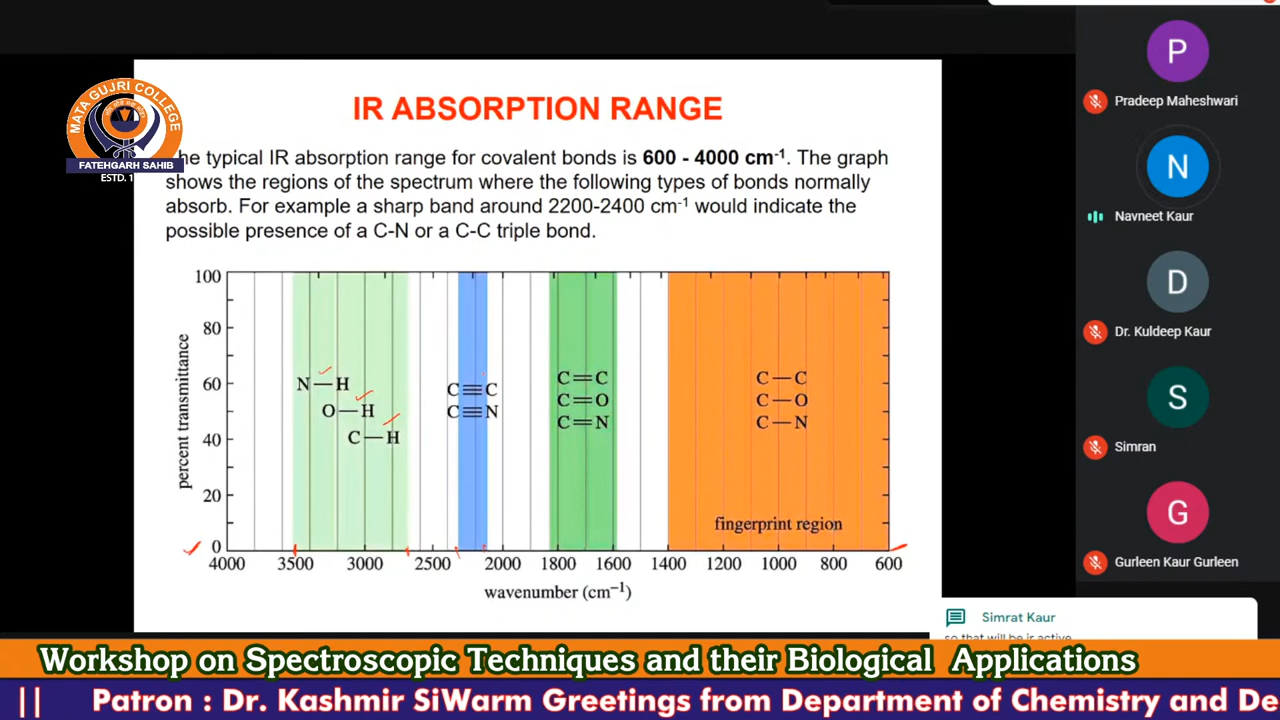 MATA GUJRI COLLEGE
FATEHGARH SAHIB
ESTD. 1
IR ABSORPTION RANGE
he typical IR absorption range for covalent bonds is 600 - 4000 cm⁻¹. The graph
shows the regions of the spectrum where the following types of bonds normally
absorb. For example a sharp band around 2200-2400 cm⁻¹ would indicate the
possible presence of a C-N or a C-C triple bond.
percent transmittance
100
80
60
40
20
0
N—H
O—H
C—H
C≡C
C≡N
C=C
C=O
C=N
C—C
C—O
C—N
fingerprint region
4000 3500 3000 2500 2000 1800 1600 1400 1200 1000 800 600
wavenumber (cm⁻¹)
P
Pradeep Maheshwari
N
Navneet Kaur
D
Dr. Kuldeep Kaur
S
Simran
G
Gurleen Kaur Gurleen
Simrat Kaur
so that will be ir active
Workshop on Spectroscopic Techniques and their Biological Applications
|| Patron : Dr. Kashmir SiWarm Greetings from Department of Chemistry and De